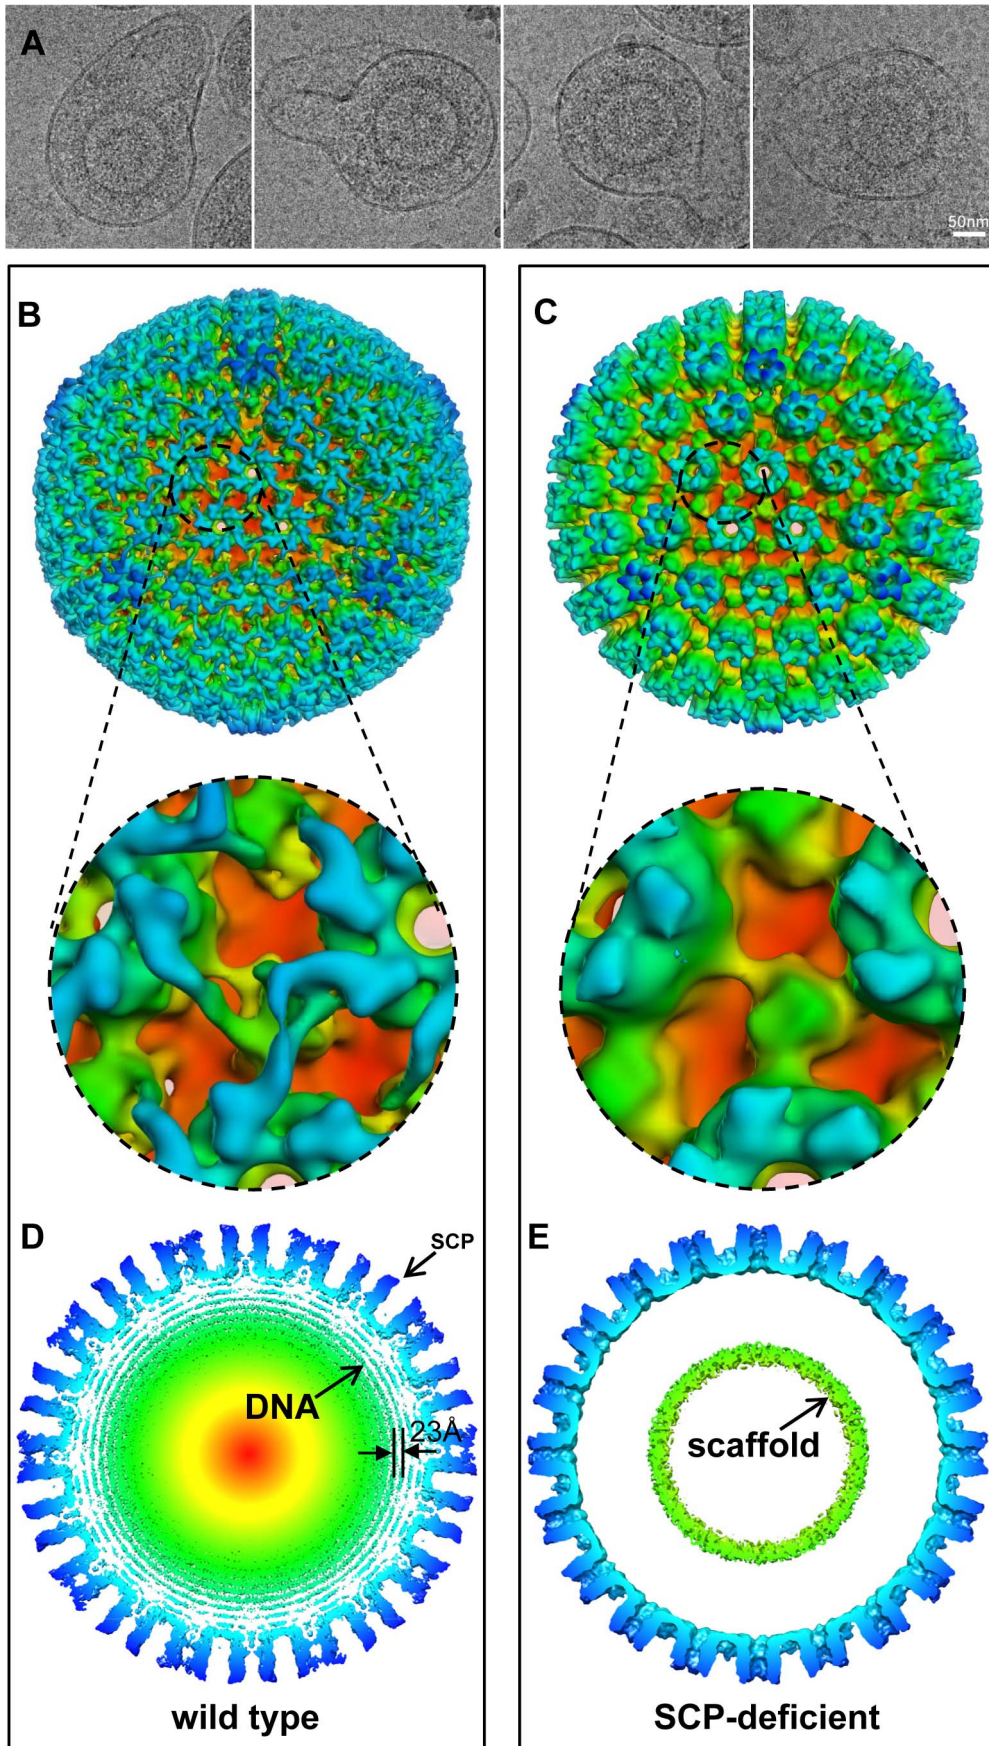 A
50nm
B
C
D
SCP
DNA
23Å
wild type
E
scaffold
SCP-deficient